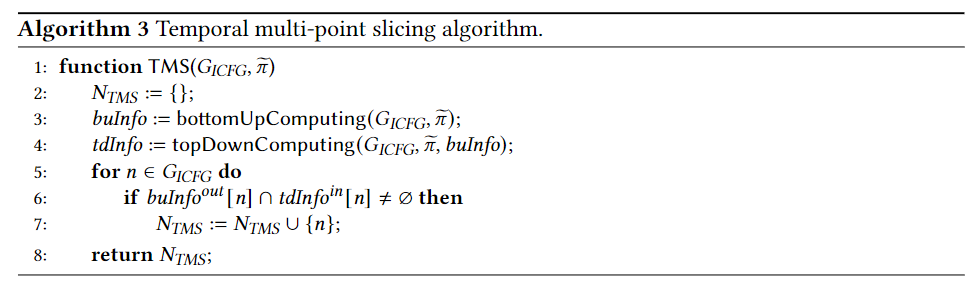 Algorithm 3 Temporal multi-point slicing algorithm.
1: function TMS(G_ICFG, π̃)
2: N_TMS := {};
3: buInfo := bottomUpComputing(G_ICFG, π̃);
4: tdInfo := topDownComputing(G_ICFG, π̃, buInfo);
5: for n ∈ G_ICFG do
6: if buInfo^out[n] ∩ tdInfo^in[n] ≠ ∅ then
7: N_TMS := N_TMS ∪ {n};
8: return N_TMS;